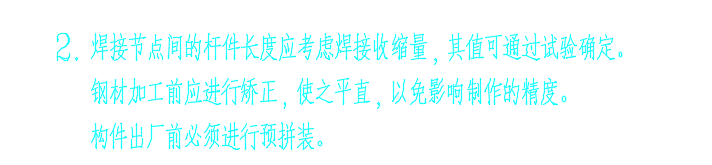 2. 焊接节点间的杆件长度应考虑焊接收缩量，其值可通过试验确定。
钢材加工前应进行矫正，使之平直，以免影响制作的精度。
构件出厂前必须进行预拼装。